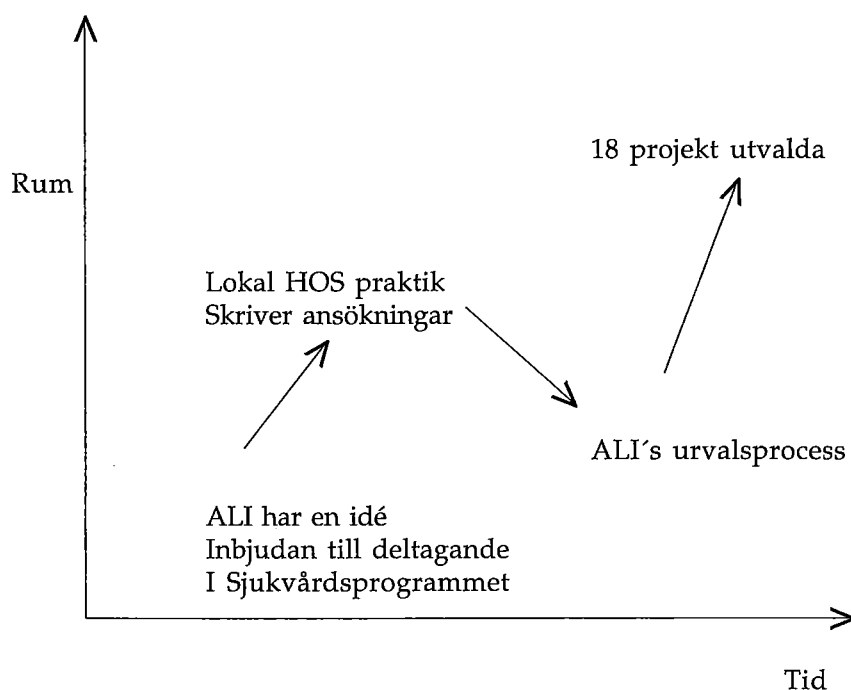 18 projekt utvalda
Rum
Lokal HOS praktik
Skriver ansökningar
ALI´s urvalsprocess
ALI har en idé
Inbjudan till deltagande
I Sjukvårdsprogrammet
Tid